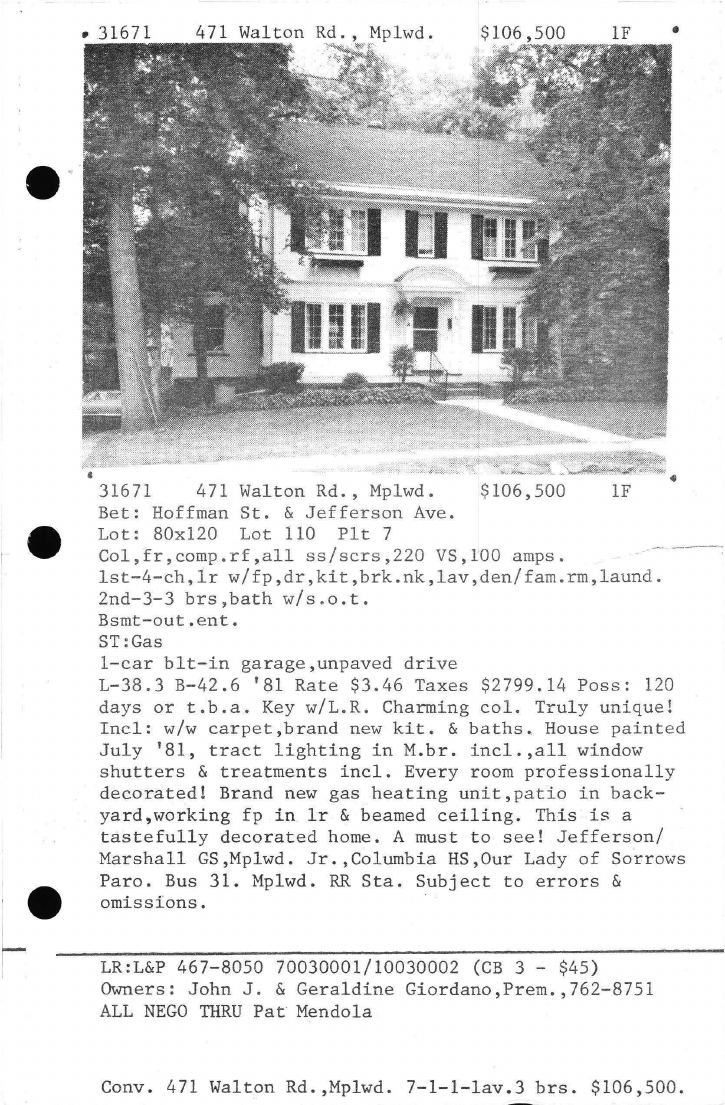 31671 471 Walton Rd., Mplwd. $106,500 1F
31671 471 Walton Rd., Mplwd. $106,500 1F
Bet: Hoffman St. & Jefferson Ave.
Lot: 80x120 Lot 110 Plt 7
Col,fr,comp.rf,all ss/scrs,220 VS,100 amps.
1st-4-ch,lr w/fp,dr,kit,brk.nk,lav,den/fam.rm,laund.
2nd-3-3 brs,bath w/s.o.t.
Bsmt-out.ent.
ST:Gas
1-car blt-in garage,unpaved drive
L-38.3 B-42.6 '81 Rate $3.46 Taxes $2799.14 Poss: 120
days or t.b.a. Key w/L.R. Charming col. Truly unique!
Incl: w/w carpet,brand new kit. & baths. House painted
July '81, tract lighting in M.br. incl.,all window
shutters & treatments incl. Every room professionally
decorated! Brand new gas heating unit,patio in back-
yard,working fp in lr & beamed ceiling. This is a
tastefully decorated home. A must to see! Jefferson/
Marshall GS,Mplwd. Jr.,Columbia HS,Our Lady of Sorrows
Paro. Bus 31. Mplwd. RR Sta. Subject to errors &
omissions.
LR:L&P 467-8050 70030001/10030002 (CB 3 - $45)
Owners: John J. & Geraldine Giordano,Prem.,762-8751
ALL NEGO THRU Pat Mendola
Conv. 471 Walton Rd.,Mplwd. 7-1-1-lav.3 brs. $106,500.